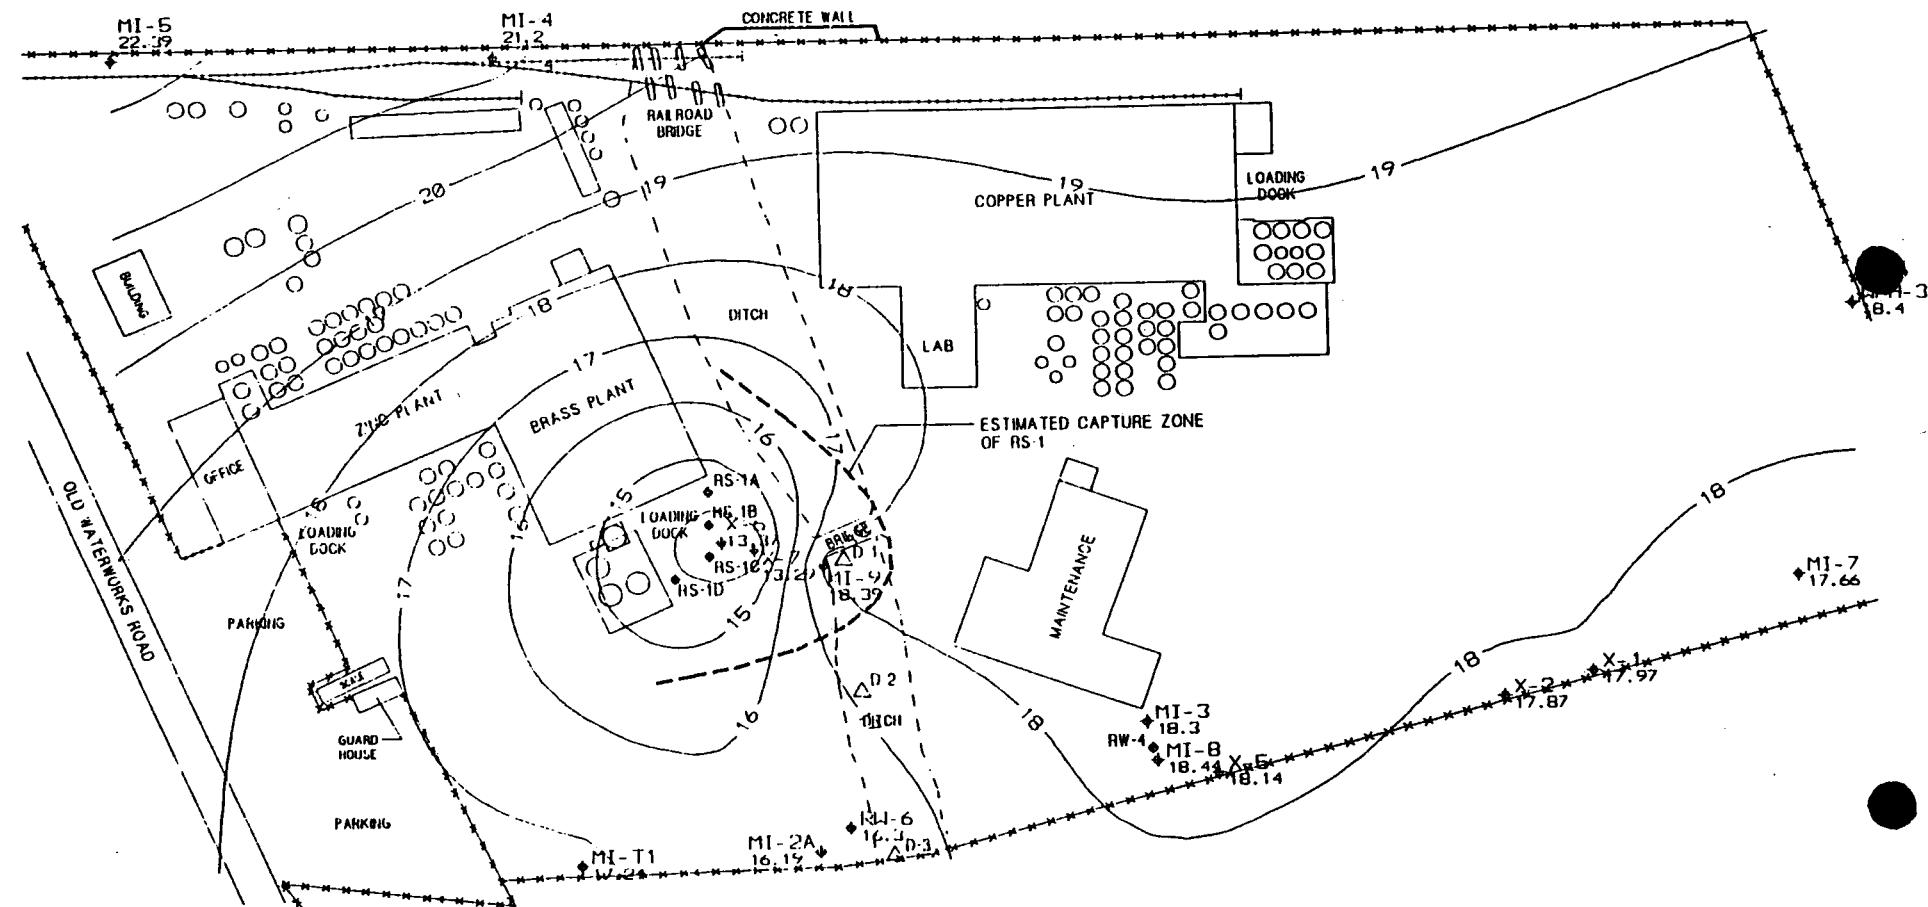 MI-5
22.39
MI-4
21.2
CONCRETE WALL
RAILROAD
BRIDGE
20
19
19
19
COPPER PLANT
LOADING
DOCK
BUILDING
18
18
DITCH
LAB
17
ZINC PLANT
BRASS PLANT
16
17
ESTIMATED CAPTURE ZONE
OF RS-1
18.4
OFFICE
OLD WATERWORKS ROAD
LOADING
DOCK
15
RS-1A
LOADING
DOCK
RS-1C
RS-1D
BRIDGE
D-1
MI-9
18.39
15
17
PARKING
MAINTENANCE
18
MI-7
17.66
18
X-1
17.97
X-2
17.87
D-2
DITCH
16
18
MI-3
18.3
RW-4
MI-8
18.44
18.14
GUARD
HOUSE
PARKING
RW-6
MI-2A
D-3
MI-T1